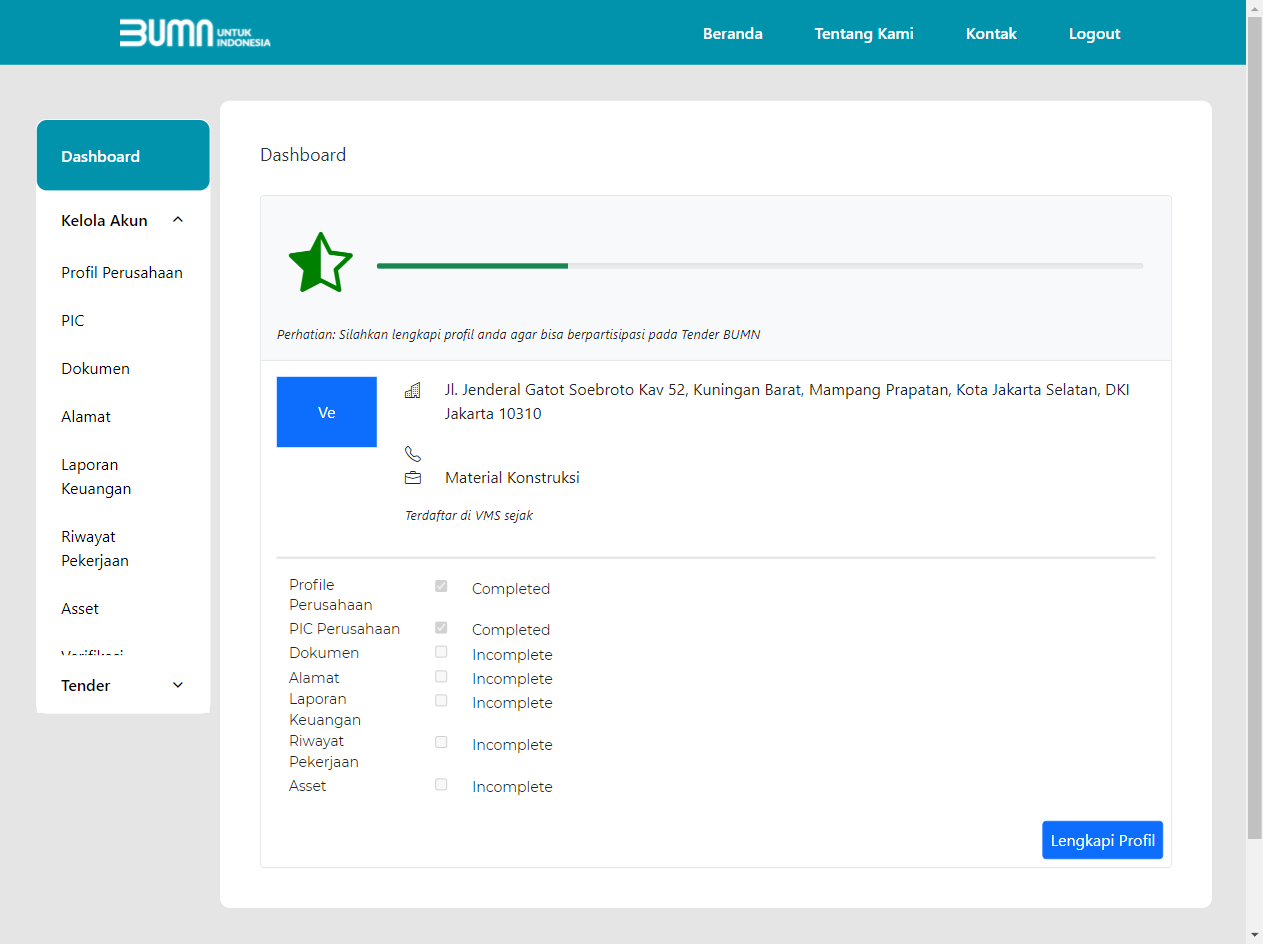 BUMN UNTUK INDONESIA
Beranda
Tentang Kami
Kontak
Logout
Dashboard
Kelola Akun
Profil Perusahaan
PIC
Dokumen
Alamat
Laporan
Keuangan
Riwayat
Pekerjaan
Asset
Verifikasi
Tender
Dashboard
Perhatian: Silahkan lengkapi profil anda agar bisa berpartisipasi pada Tender BUMN
Ve
Jl. Jenderal Gatot Soebroto Kav 52, Kuningan Barat, Mampang Prapatan, Kota Jakarta Selatan, DKI
Jakarta 10310
Material Konstruksi
Terdaftar di VMS sejak
Profile
Perusahaan
Completed
PIC Perusahaan
Completed
Dokumen
Incomplete
Alamat
Incomplete
Laporan
Keuangan
Incomplete
Riwayat
Pekerjaan
Incomplete
Asset
Incomplete
Lengkapi Profil